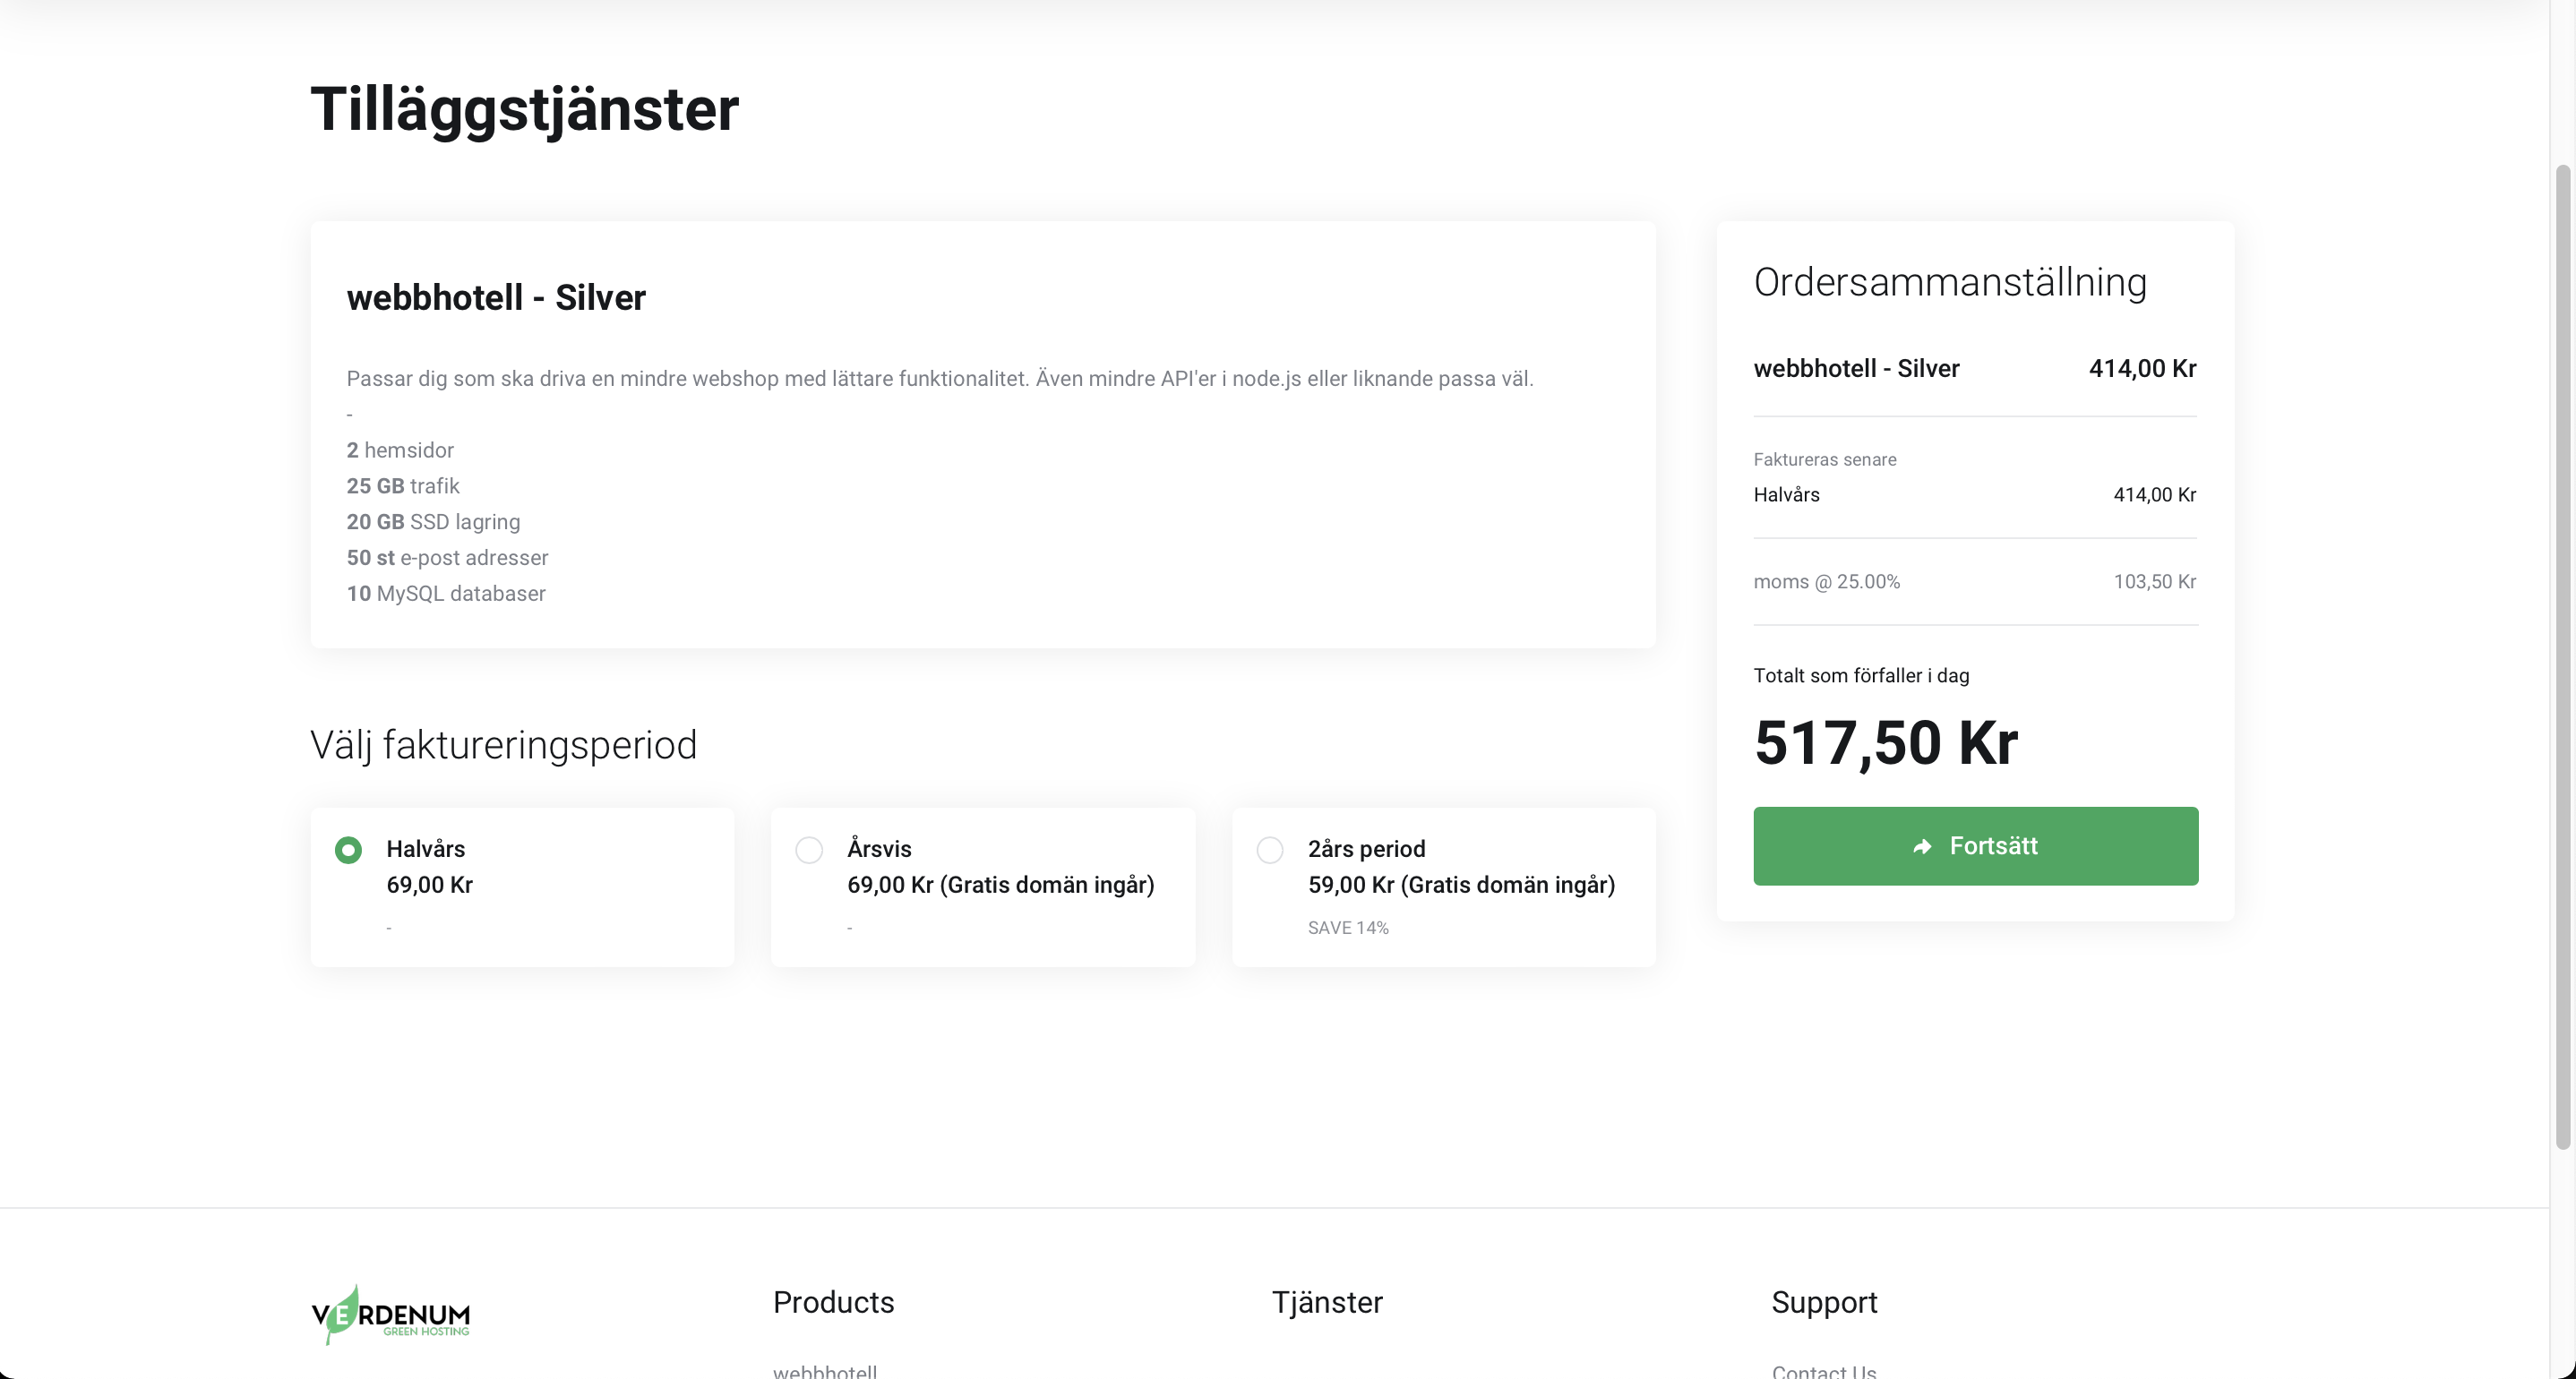 Tilläggstjänster
webbhotell - Silver
Passar dig som ska driva en mindre webshop med lättare funktionalitet. Även mindre API'er i node.js eller liknande passa väl.
-
2 hemsidor
25 GB trafik
20 GB SSD lagring
50 st e-post adresser
10 MySQL databaser
Välj faktureringsperiod
Halvårs
69,00 Kr
-
Årsvis
69,00 Kr (Gratis domän ingår)
-
2års period
59,00 Kr (Gratis domän ingår)
SAVE 14%
Ordersammanställning
webbhotell - Silver 414,00 Kr
Faktureras senare
Halvårs 414,00 Kr
moms @ 25.00% 103,50 Kr
Totalt som förfaller i dag
517,50 Kr
Fortsätt
VERDENUM
GREEN HOSTING
Products
webbhotell
Tjänster
Support
Contact Us